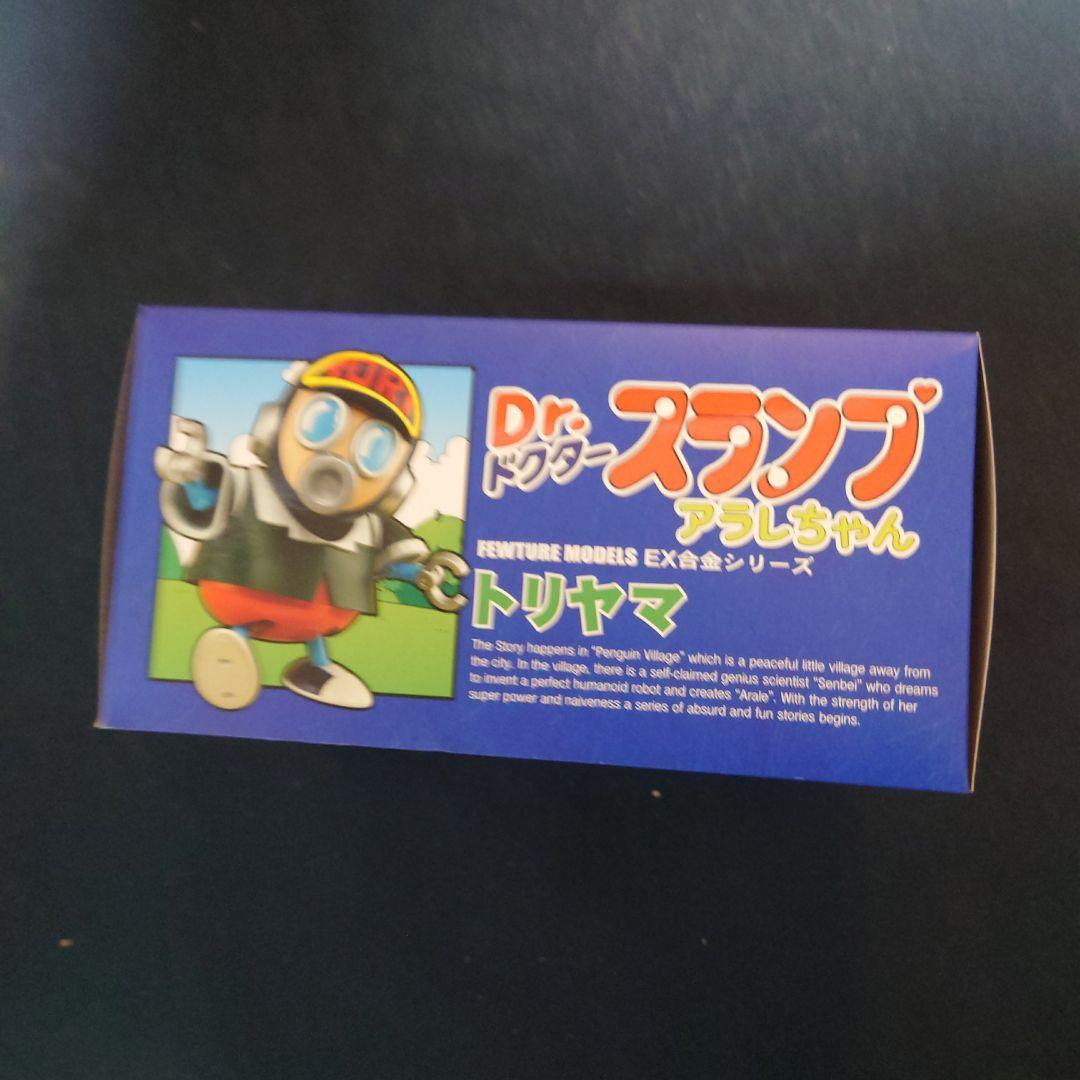 Dr.スランプ
ドクター
アラレちゃん
FEWTURE MODELS EX合金シリーズ
トリヤマ
The Story happens in "Penguin Village" which is a peaceful little village away from
the city. In the village, there is a self-claimed genius scientist "Senbei" who dreams
to invent a perfect humanoid robot and creates "Arale". With the strength of her
super power and naiveness a series of absurd and fun stories begins.